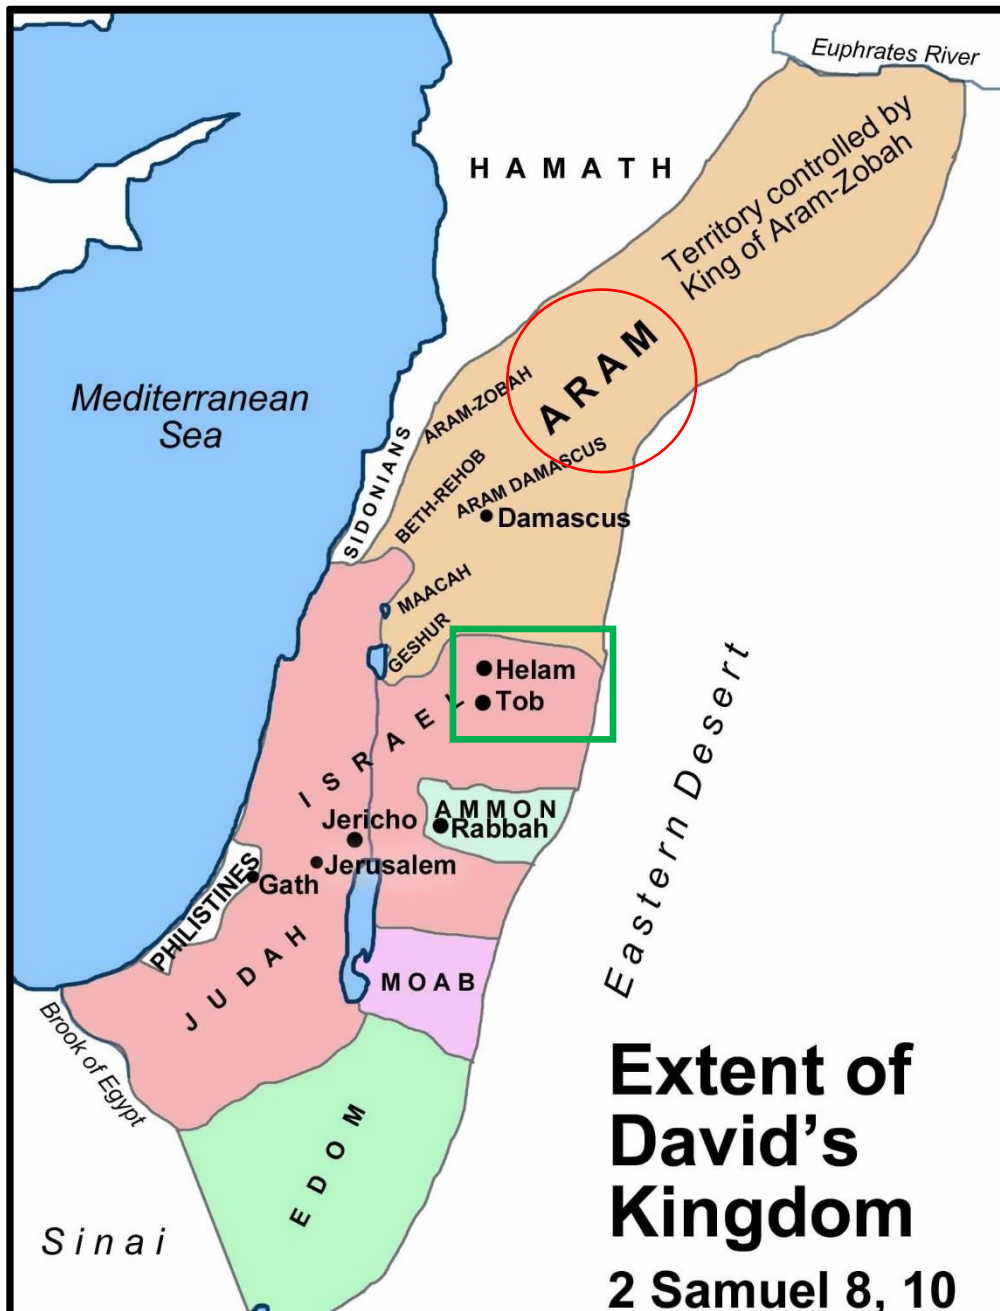 Euphrates River
HAMATH
Territory controlled by
King of Aram-Zobah
ARAM
Mediterranean
Sea
ARAM-ZOBAH
SIDONIANS
BETH-REHOB
ARAM DAMASCUS
Damascus
MAACAH
GESHUR
Helam
Tob
ISRAEL
AMMON
Rabbah
Jericho
Jerusalem
Gath
PHILISTINES
JUDAH
MOAB
Eastern Desert
Brook of Egypt
EDOM
Sinai
Extent of
David's
Kingdom
2 Samuel 8, 10